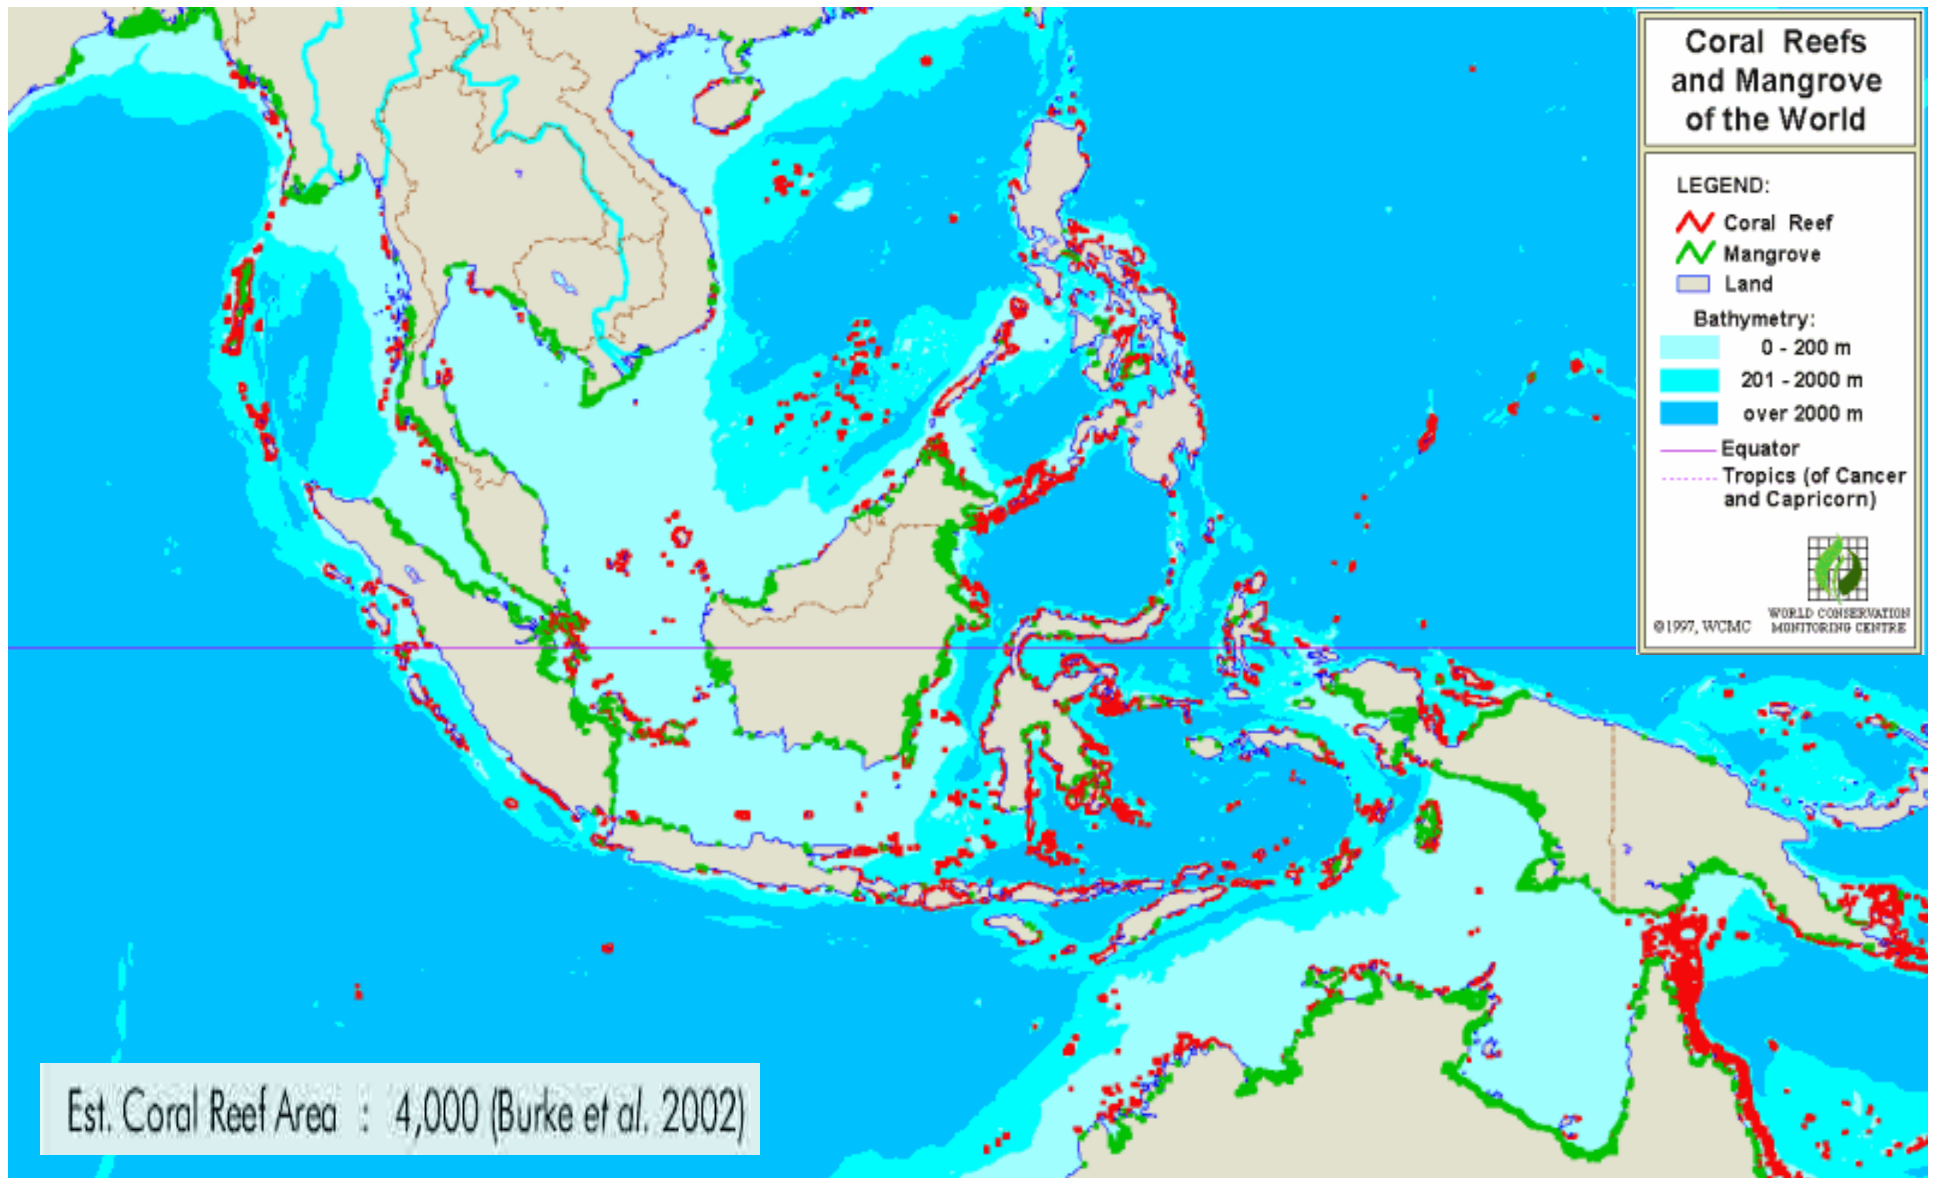 Coral Reefs
and Mangrove
of the World
LEGEND:
Coral Reef
Mangrove
Land
Bathymetry:
0 - 200 m
201 - 2000 m
over 2000 m
Equator
Tropics (of Cancer
and Capricorn)
©1997, WCMC
WORLD CONSERVATION
MONITORING CENTRE
Est. Coral Reef Area : 4,000 (Burke et al. 2002)